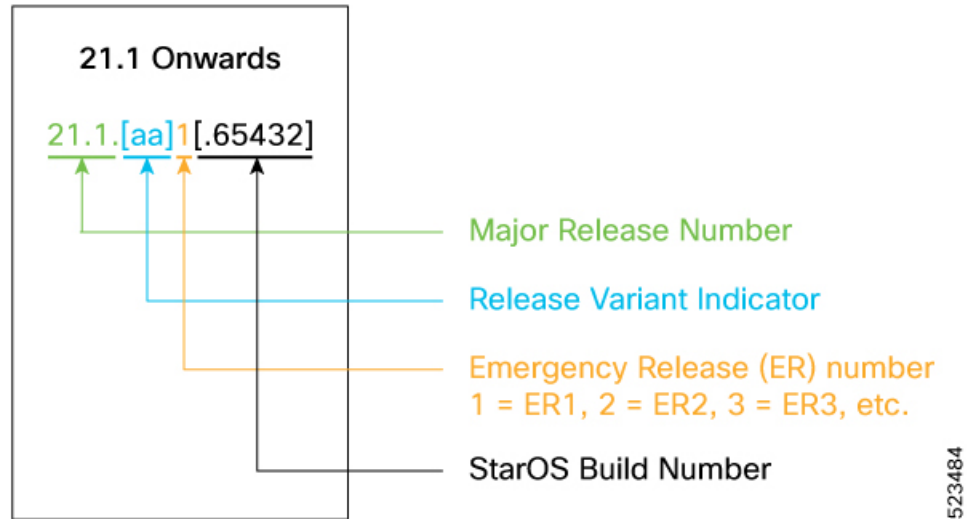 21.1 Onwards
21.1.[aa]1[.65432]
Major Release Number
Release Variant Indicator
Emergency Release (ER) number
1 = ER1, 2 = ER2, 3 = ER3, etc.
StarOS Build Number
523484